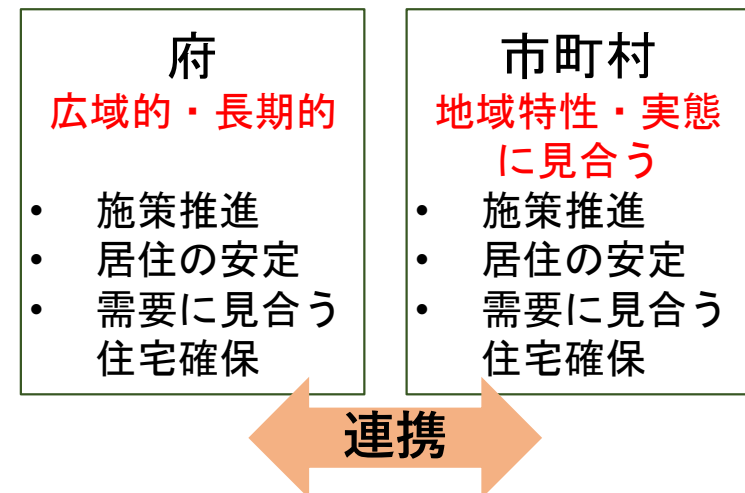 府
広域的・長期的
• 施策推進
• 居住の安定
• 需要に見合う
住宅確保
市町村
地域特性・実態
に見合う
• 施策推進
• 居住の安定
• 需要に見合う
住宅確保
連携